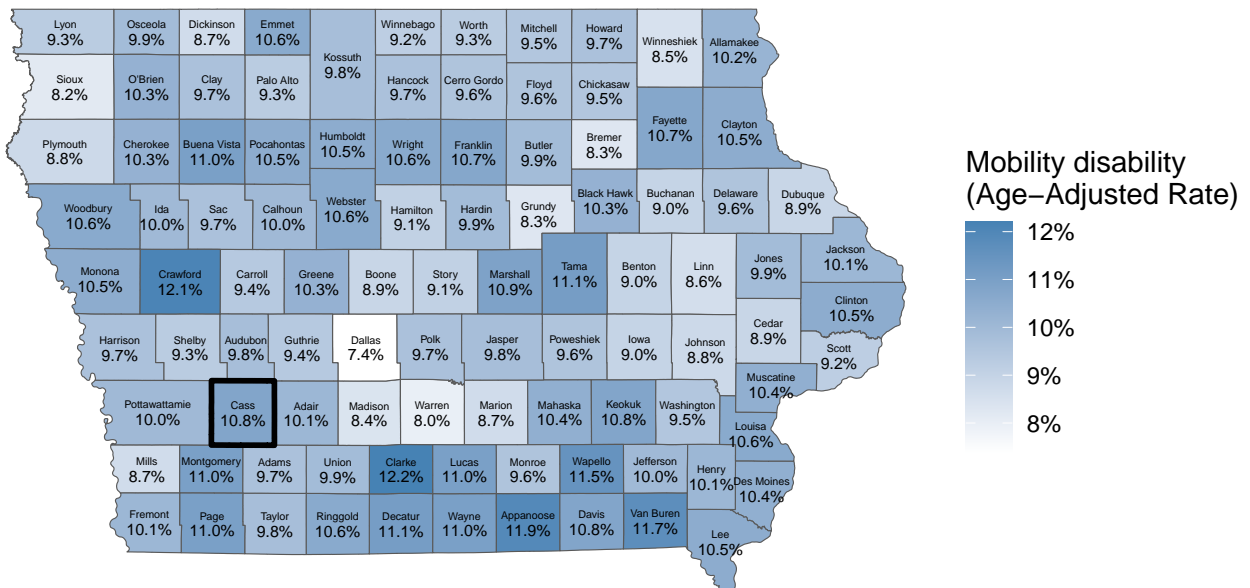 Lyon
9.3%
Osceola
9.9%
Dickinson
8.7%
Emmet
10.6%
Kossuth
9.8%
Winnebago
9.2%
Worth
9.3%
Mitchell
9.5%
Howard
9.7%
Winneshiek
8.5%
Allamakee
10.2%
Sioux
8.2%
O'Brien
10.3%
Clay
9.7%
Palo Alto
9.3%
Hancock
9.7%
Cerro Gordo
9.6%
Floyd
9.6%
Chickasaw
9.5%
Fayette
10.7%
Clayton
10.5%
Plymouth
8.8%
Cherokee
10.3%
Buena Vista
11.0%
Pocahontas
10.5%
Humboldt
10.5%
Wright
10.6%
Franklin
10.7%
Butler
9.9%
Bremer
8.3%
Woodbury
10.6%
Ida
10.0%
Sac
9.7%
Calhoun
10.0%
Webster
10.6%
Hamilton
9.1%
Hardin
9.9%
Grundy
8.3%
Black Hawk
10.3%
Buchanan
9.0%
Delaware
9.6%
Dubuque
8.9%
Monona
10.5%
Crawford
12.1%
Carroll
9.4%
Greene
10.3%
Boone
8.9%
Story
9.1%
Marshall
10.9%
Tama
11.1%
Benton
9.0%
Linn
8.6%
Jones
9.9%
Jackson
10.1%
Clinton
10.5%
Harrison
9.7%
Shelby
9.3%
Audubon
9.8%
Guthrie
9.4%
Dallas
7.4%
Polk
9.7%
Jasper
9.8%
Poweshiek
9.6%
Iowa
9.0%
Johnson
8.8%
Cedar
8.9%
Scott
9.2%
Muscatine
10.4%
Pottawattamie
10.0%
Cass
10.8%
Adair
10.1%
Madison
8.4%
Warren
8.0%
Marion
8.7%
Mahaska
10.4%
Keokuk
10.8%
Washington
9.5%
Louisa
10.6%
Mills
8.7%
Montgomery
11.0%
Adams
9.7%
Union
9.9%
Clarke
12.2%
Lucas
11.0%
Monroe
9.6%
Wapello
11.5%
Jefferson
10.0%
Henry
10.1%
Des Moines
10.4%
Fremont
10.1%
Page
11.0%
Taylor
9.8%
Ringgold
10.6%
Decatur
11.1%
Wayne
11.0%
Appanoose
11.9%
Davis
10.8%
Van Buren
11.7%
Lee
10.5%
Mobility disability
(Age−Adjusted Rate)
12%
11%
10%
9%
8%